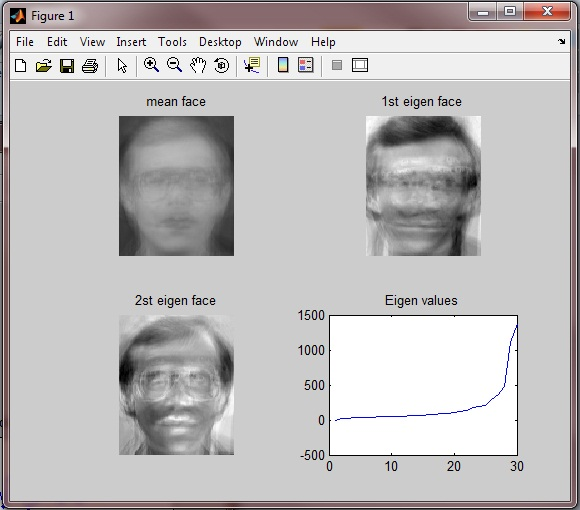 Figure 1
File Edit View Insert Tools Desktop Window Help
mean face
1st eigen face
2st eigen face
Eigen values
1500
1000
500
0
-500
0 10 20 30